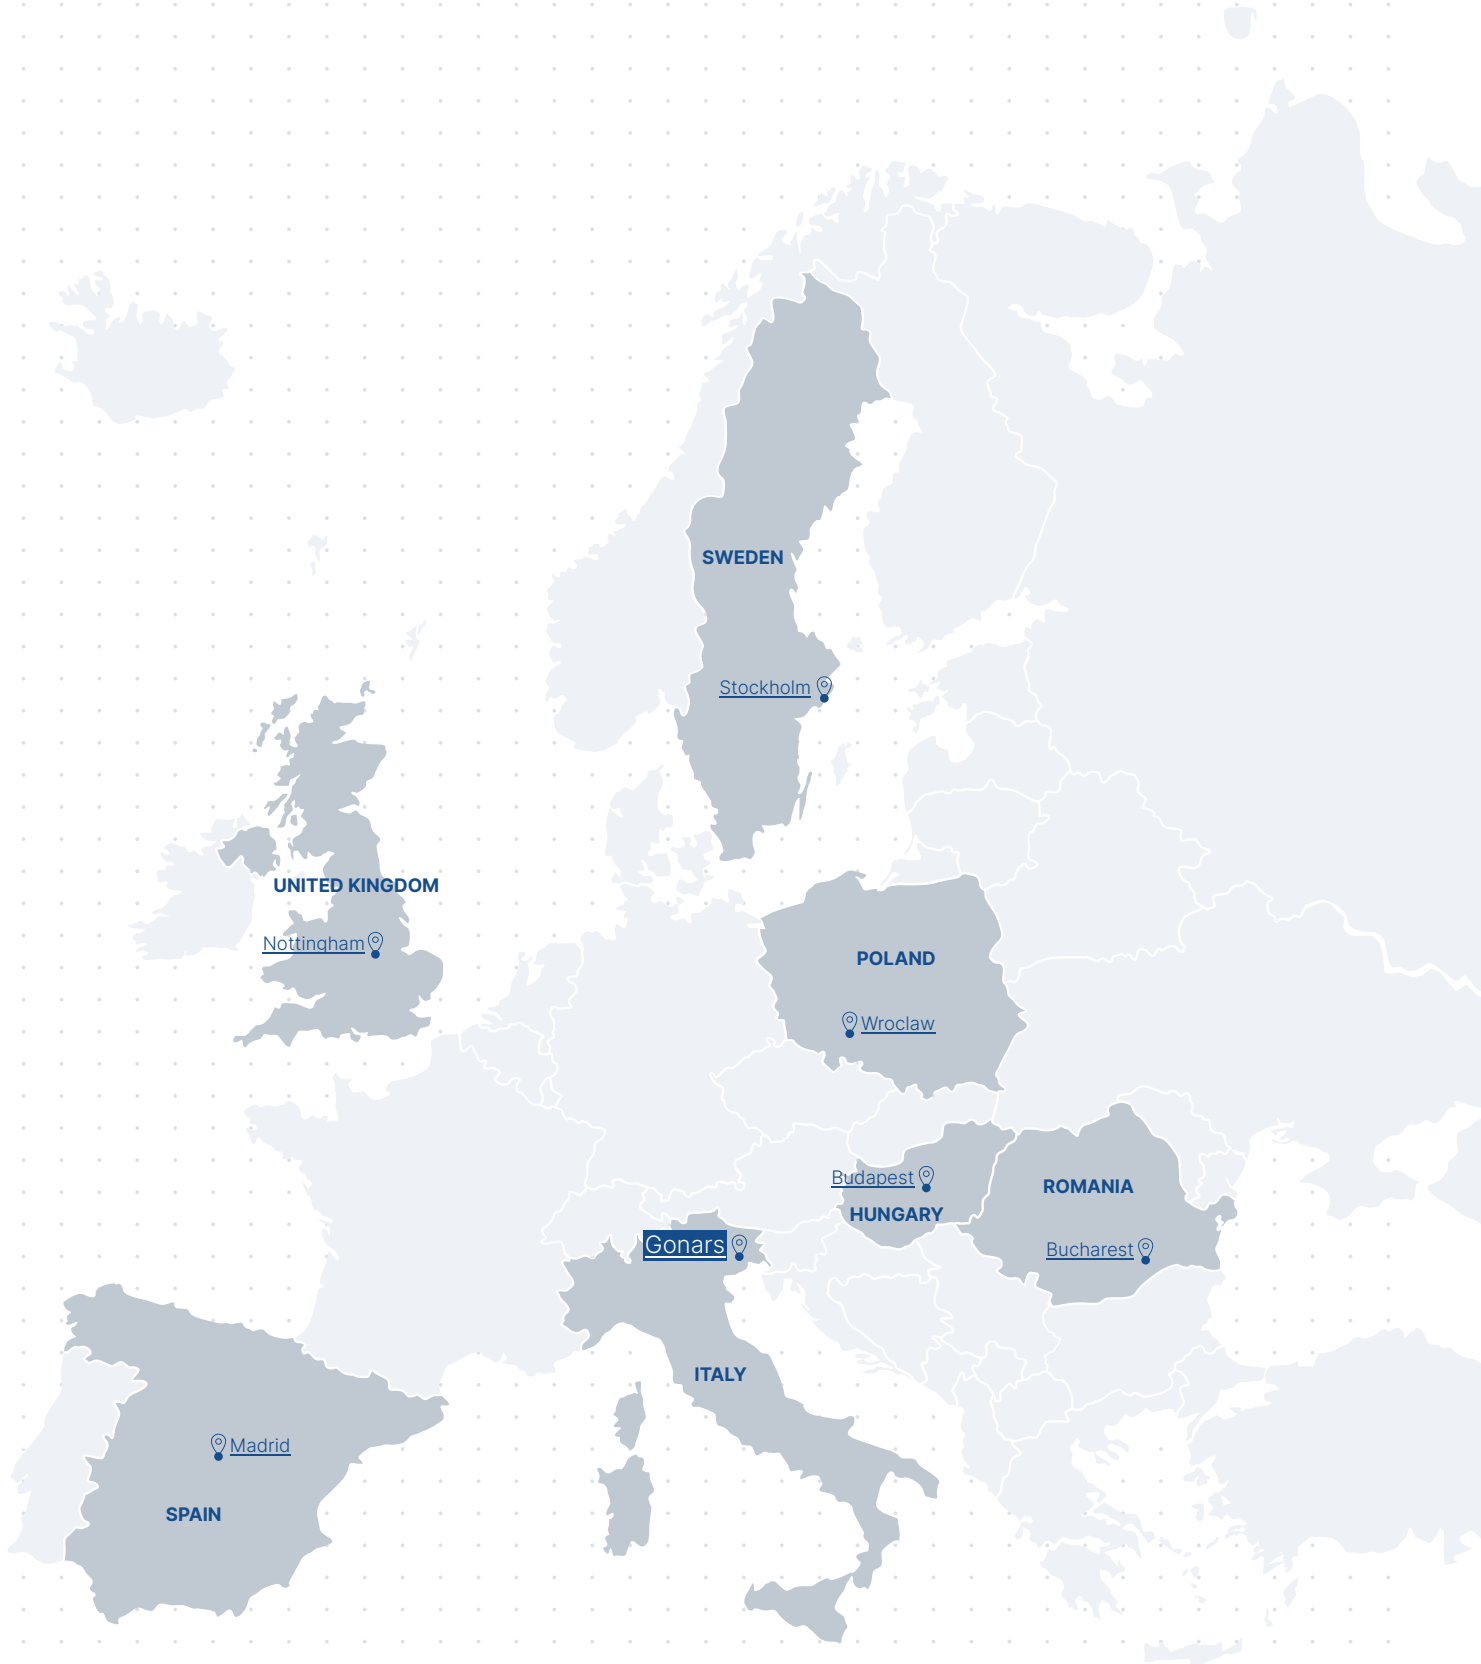 SWEDEN
Stockholm
UNITED KINGDOM
Nottingham
POLAND
Wroclaw
Budapest
HUNGARY
ROMANIA
Bucharest
Gonars
ITALY
Madrid
SPAIN